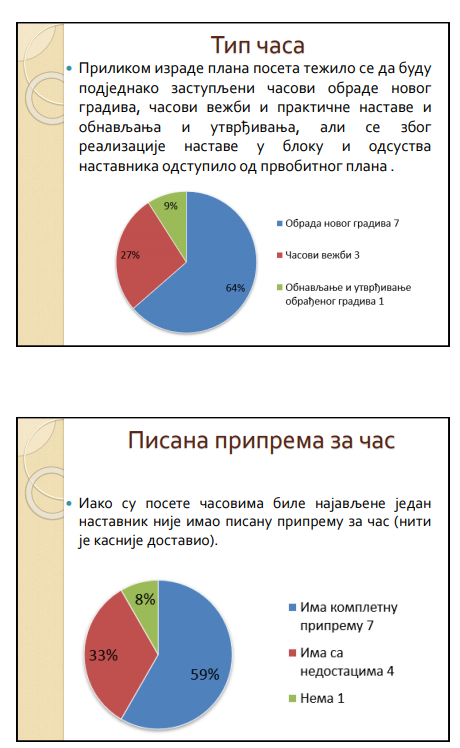 Тип часа
Приликом израде плана посета тежило се да буду
подједнако заступљени часови обраде новог
градива, часови вежби и практичне наставе и
обнављања и утврђивања, али се због
реализације наставе у блоку и одсуства
наставника одступило од првобитног плана .
9%
27%
64%
Обрада новог градива 7
Часови вежби 3
Обнављање и утврђивање
обрађеног градива 1
Писана припрема за час
Иако су посете часовима биле најављене један
наставник није имао писану припрему за час (нити
је касније доставио).
8%
33%
59%
Има комплетну
припрему 7
Има са
недостацима 4
Нема 1